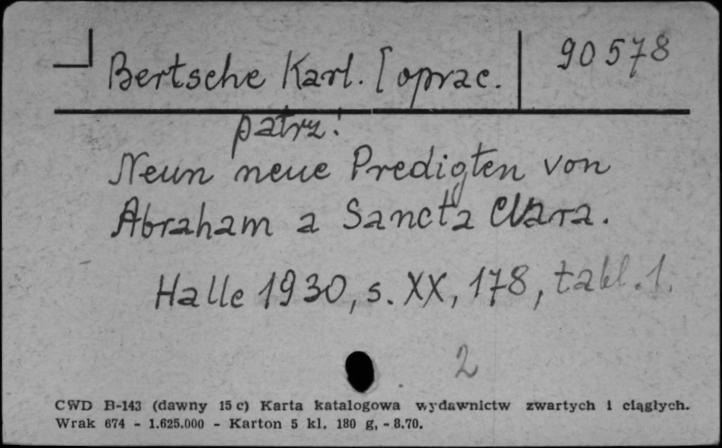 Bertsche Karl. [oprac. 90578
patrz:
Neun neue Predigten von
Abraham a Sancta Clara.
Halle 1930, s. XX, 178, tabl. 1.
2
CWD B-143 (dawny 15 c) Karta katalogowa wydawnictw zwartych i ciągłych.
Wrak 674 - 1.625.000 - Karton 5 kl. 180 g, - 8.70.